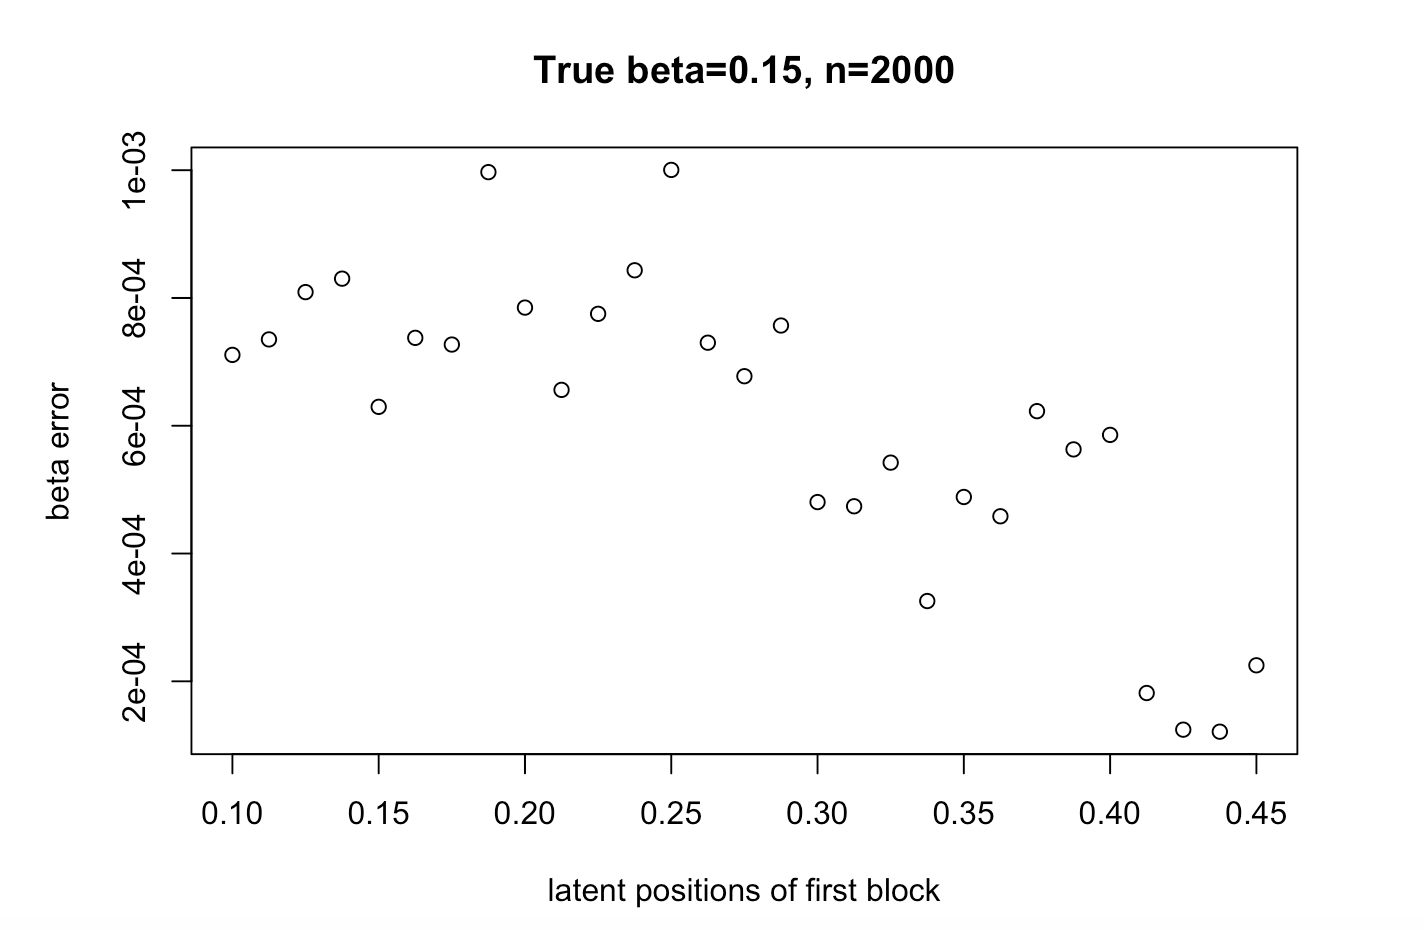 True beta=0.15, n=2000
beta error
1e-03
8e-04
6e-04
4e-04
2e-04
0.10 0.15 0.20 0.25 0.30 0.35 0.40 0.45
latent positions of first block